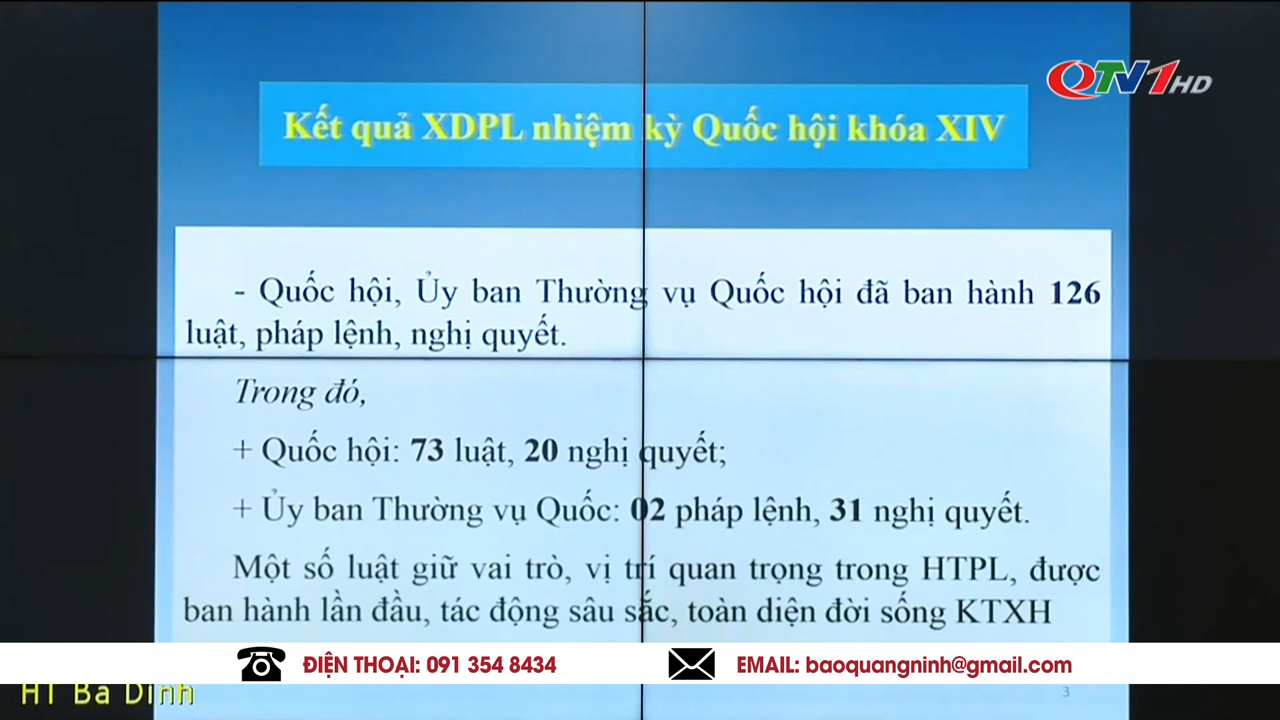 QTV1HD
Kết quả XDPL nhiệm kỳ Quốc hội khóa XIV
- Quốc hội, Ủy ban Thường vụ Quốc hội đã ban hành 126
luật, pháp lệnh, nghị quyết.
Trong đó,
+ Quốc hội: 73 luật, 20 nghị quyết;
+ Ủy ban Thường vụ Quốc: 02 pháp lệnh, 31 nghị quyết.
Một số luật giữ vai trò, vị trí quan trọng trong HTPL, được
ban hành lần đầu, tác động sâu sắc, toàn diện đời sống KTXH
ĐIỆN THOẠI: 091 354 8434
EMAIL: baoquangninh@gmail.com
HT Ba Dinh
3